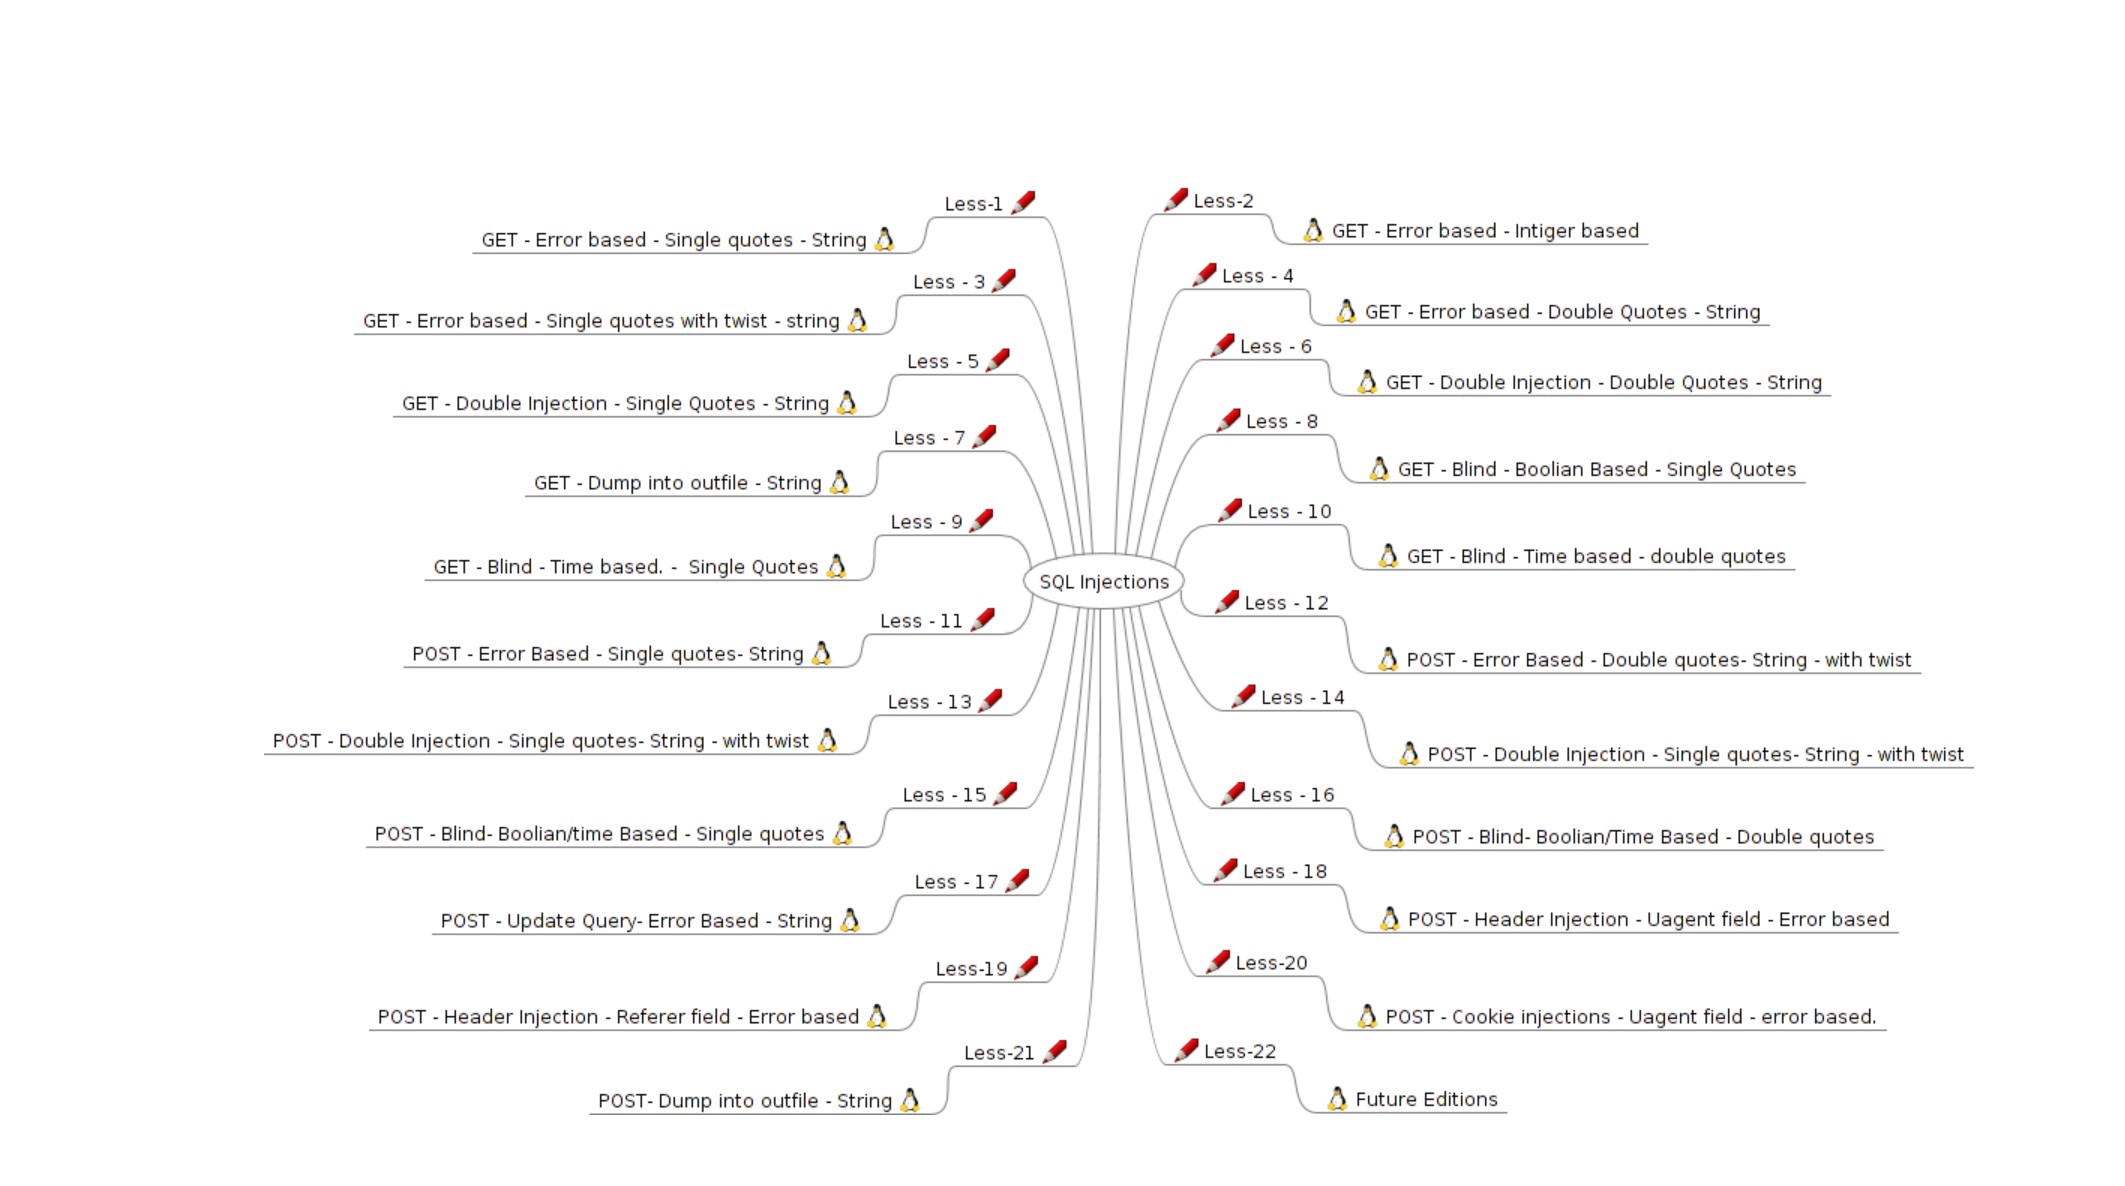 Less-1
GET - Error based - Single quotes - String
Less - 3
GET - Error based - Single quotes with twist - string
Less - 5
GET - Double Injection - Single Quotes - String
Less - 7
GET - Dump into outfile - String
Less - 9
GET - Blind - Time based. -  Single Quotes
Less - 11
POST - Error Based - Single quotes- String
Less - 13
POST - Double Injection - Single quotes- String - with twist
Less - 15
POST - Blind- Boolian/time Based - Single quotes
Less - 17
POST - Update Query- Error Based - String
Less-19
POST - Header Injection - Referer field - Error based
Less-21
POST- Dump into outfile - String
SQL Injections
Less-2
GET - Error based - Intiger based
Less - 4
GET - Error based - Double Quotes - String
Less - 6
GET - Double Injection - Double Quotes - String
Less - 8
GET - Blind - Boolian Based - Single Quotes
Less - 10
GET - Blind - Time based - double quotes
Less - 12
POST - Error Based - Double quotes- String - with twist
Less - 14
POST - Double Injection - Single quotes- String - with twist
Less - 16
POST - Blind- Boolian/Time Based - Double quotes
Less - 18
POST - Header Injection - Uagent field - Error based
Less-20
POST - Cookie injections - Uagent field - error based.
Less-22
Future Editions